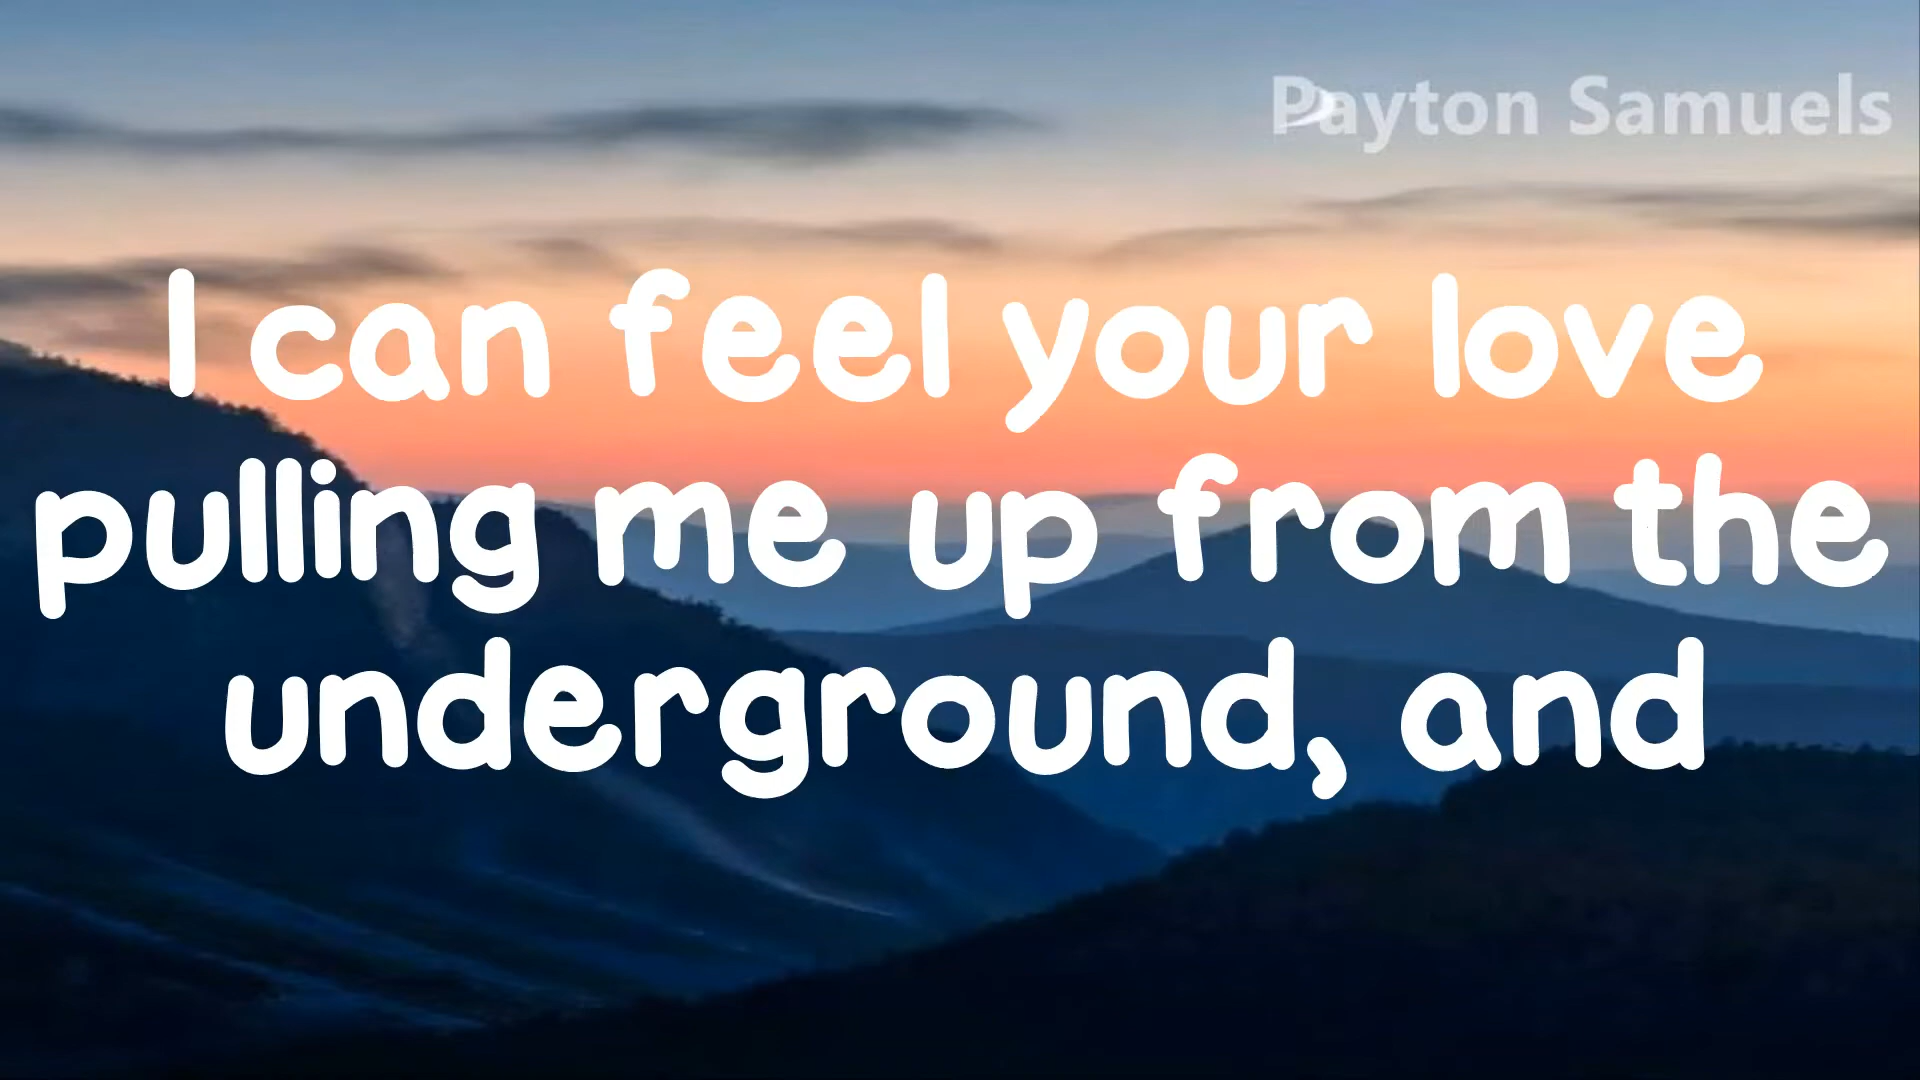 Payton Samuels
I can feel your love
pulling me up from the
underground, and